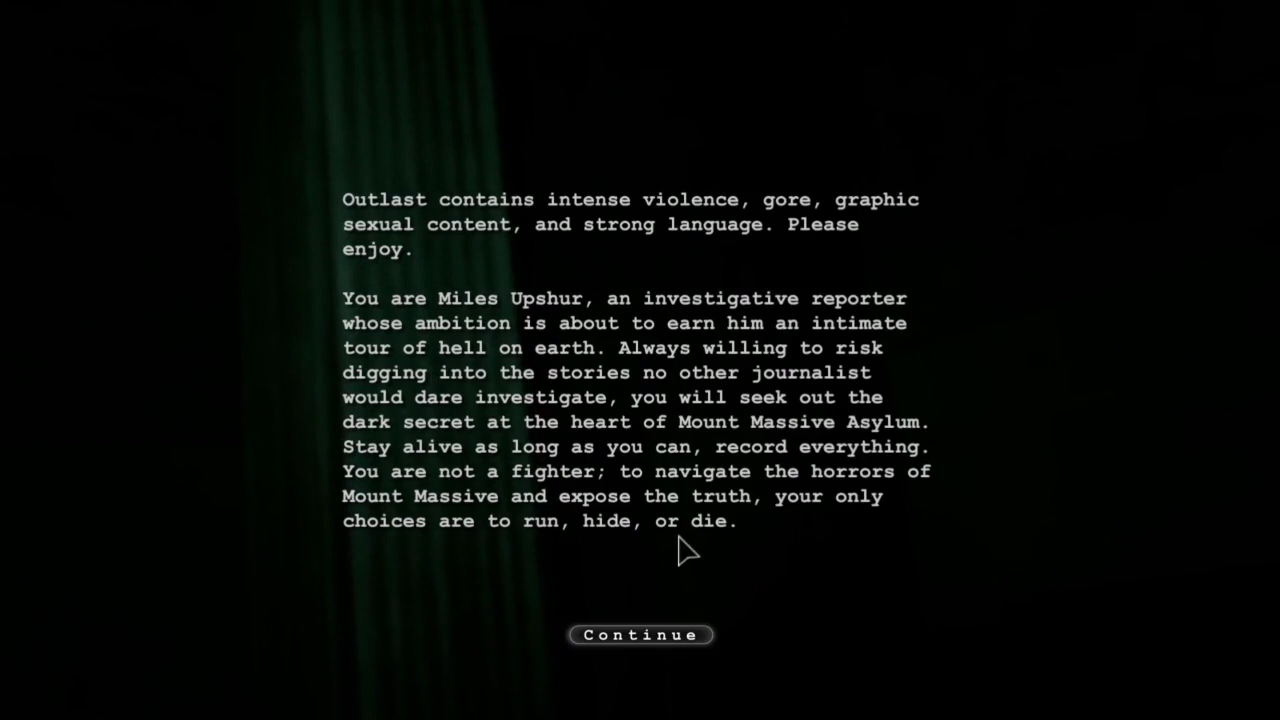 Outlast contains intense violence, gore, graphic
sexual content, and strong language. Please
enjoy.
You are Miles Upshur, an investigative reporter
whose ambition is about to earn him an intimate
tour of hell on earth. Always willing to risk
digging into the stories no other journalist
would dare investigate, you will seek out the
dark secret at the heart of Mount Massive Asylum.
Stay alive as long as you can, record everything.
You are not a fighter; to navigate the horrors of
Mount Massive and expose the truth, your only
choices are to run, hide, or die.
Continue